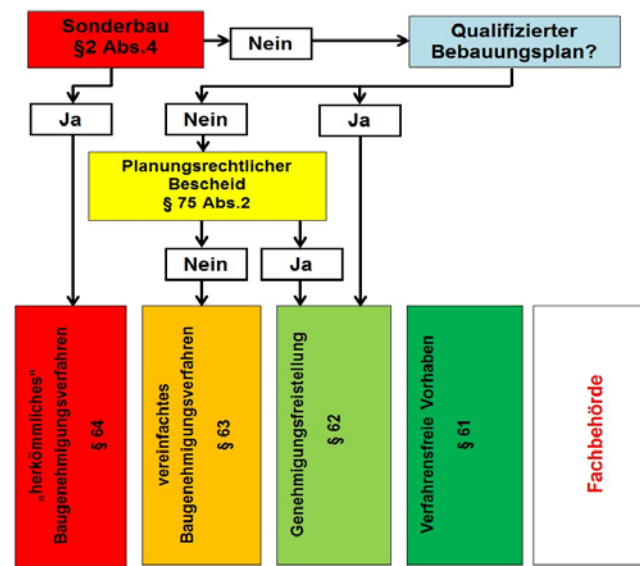 Sonderbau
§2 Abs.4
Nein
Qualifizierter
Bebauungsplan?
Ja
Nein
Ja
Planungsrechtlicher
Bescheid
§ 75 Abs.2
Nein
Ja
„herkömmliches“
Baugenehmigungsverfahren
§ 64
vereinfachtes
Baugenehmigungsverfahren
§ 63
Genehmigungsfreistellung
§ 62
Verfahrensfreie Vorhaben
§ 61
Fachbehörde